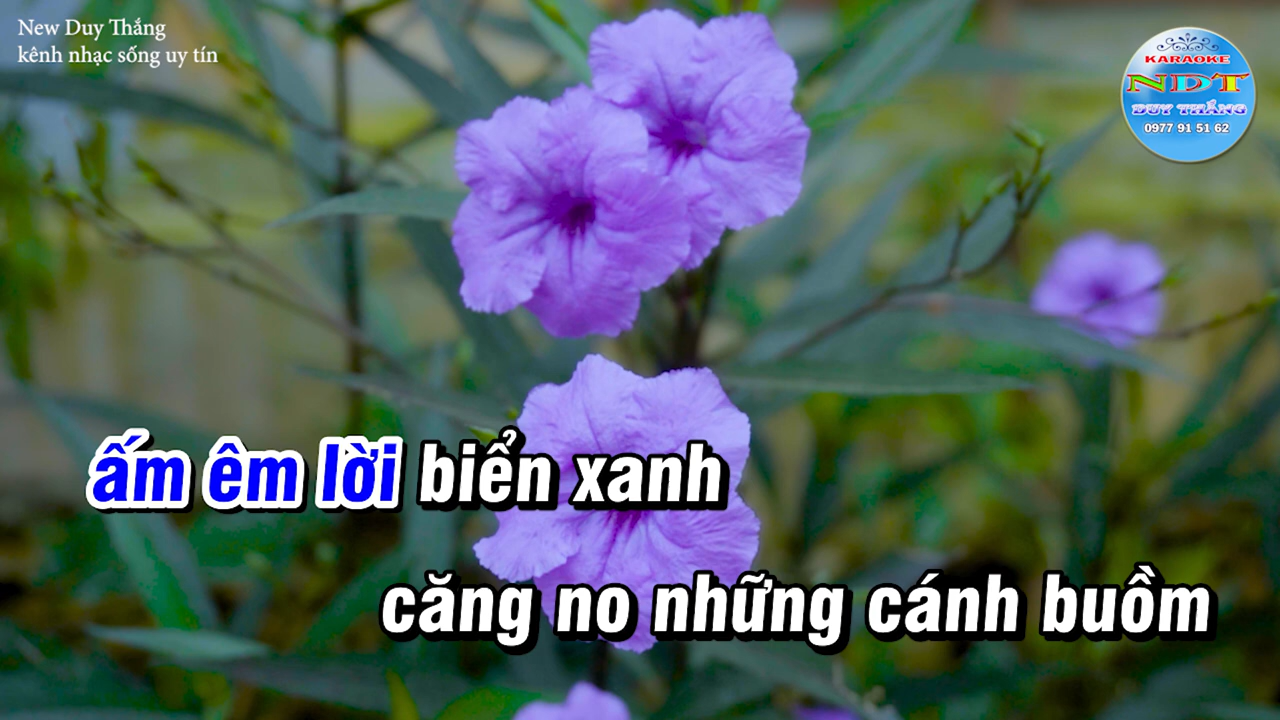 New Duy Thắng
kênh nhạc sống uy tín
KARAOKE
NDT
DUY THẮNG
0977 91 51 62
ấm êm lời biển xanh
căng no những cánh buồm